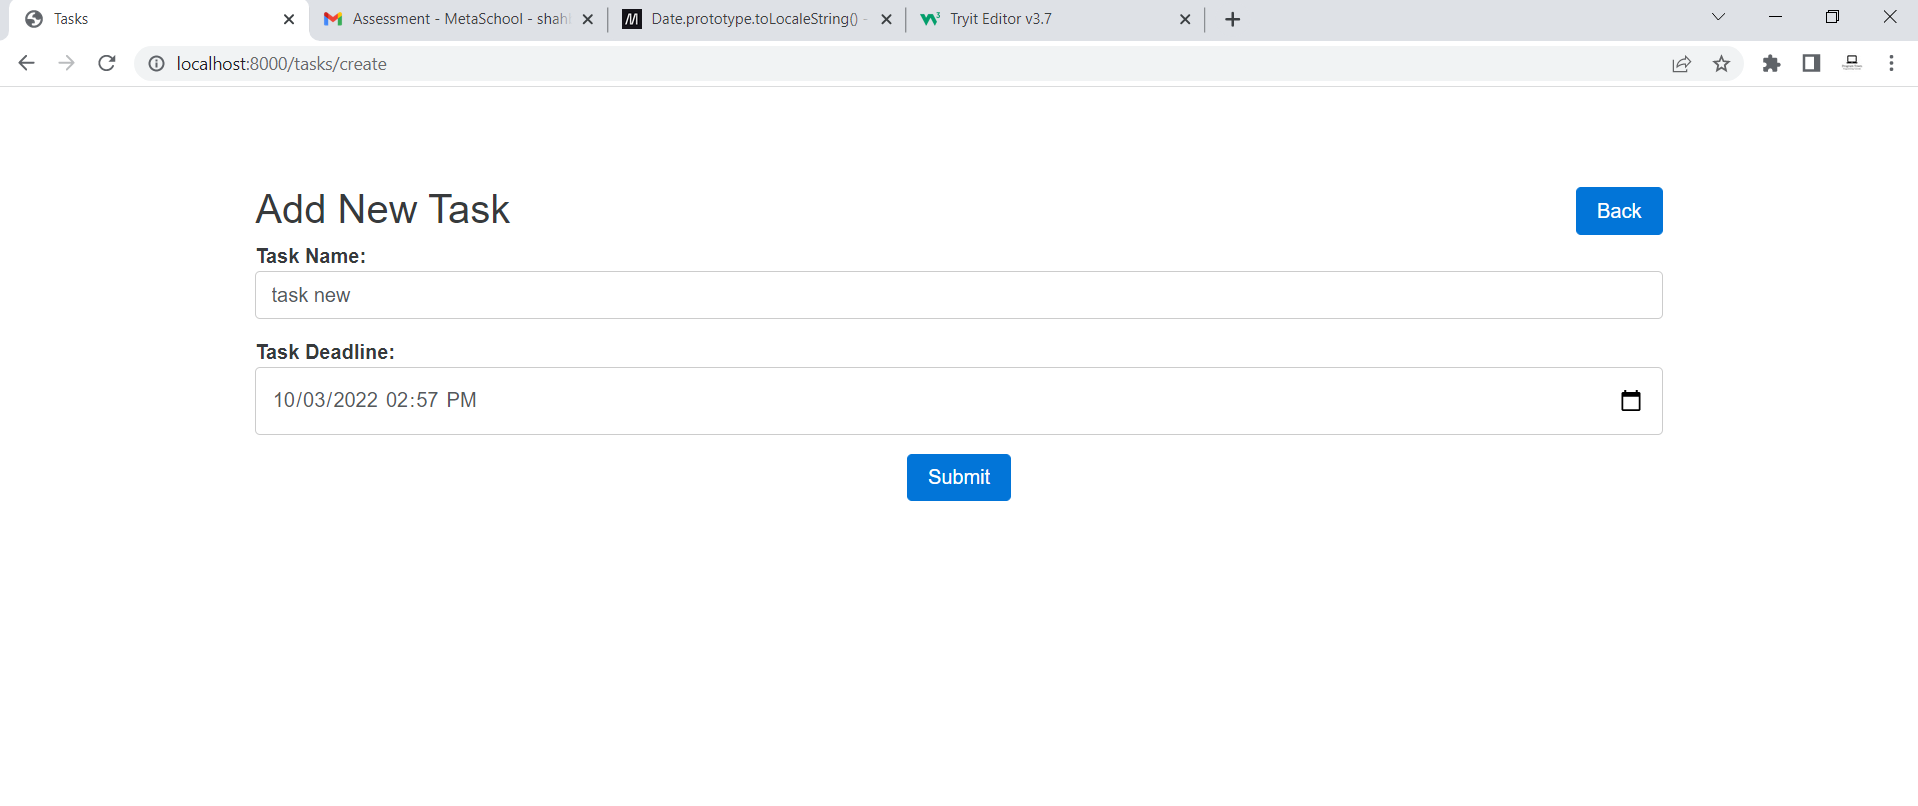 Tasks
Assessment - MetaSchool - shah
Date.prototype.toLocaleString() -
Tryit Editor v3.7
localhost:8000/tasks/create
Add New Task
Back
Task Name:
task new
Task Deadline:
10/03/2022 02:57 PM
Submit